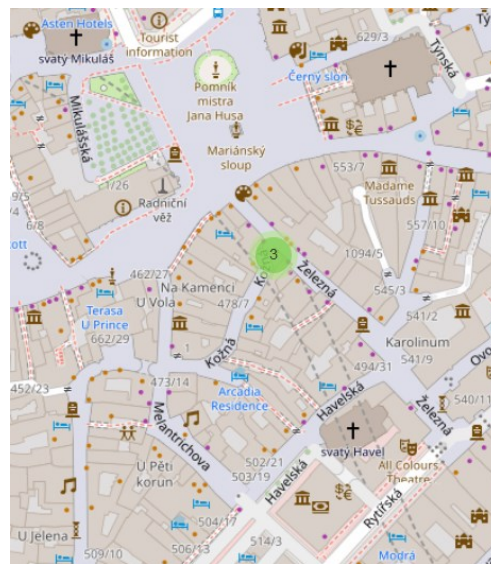 Asten Hotels
svatý Mikuláš
Tourist
information
Pomník
mistra
Jana Husa
629/3
Týnská
Černý slon
Mikulášská
Mariánský
sloup
553/7
Madame
Tussauds
1/26
Radniční
věž
6/8
557/10
462/27
Na Kamenci
U Vola
478/7
3
Kožná
Železná
1094/5
545/3
541/2
Terasa
U Prince
662/29
1
Karolinum
541/9
494/31
452/23
473/14
Arcadia
Residence
Havelská
Železná
540/11
Melantrichova
svatý Havel
All Colours
Theatre
U Pěti
korun
502/21
503/19
Havelská
Rytířská
504/17
514/3
U Jelena
509/10
506/13
Modrá